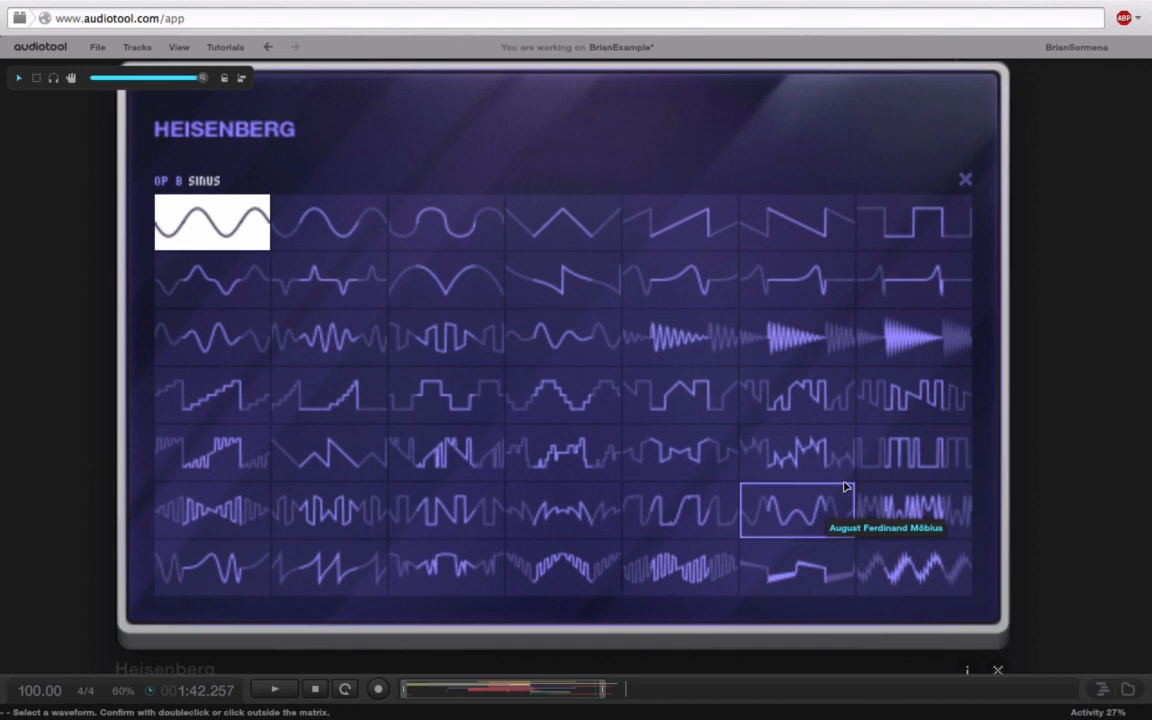 www.audiotool.com/app
ABP
audiotool File Tracks View Tutorials You are working on BrianExample* BrianSormena
HEISENBERG
OP B SINUS
August Ferdinand Möbius
Heisenberg
100.00 4/4 60% 001:42.257
-- Select a waveform. Confirm with doubleclick or click outside the matrix. Activity 27%